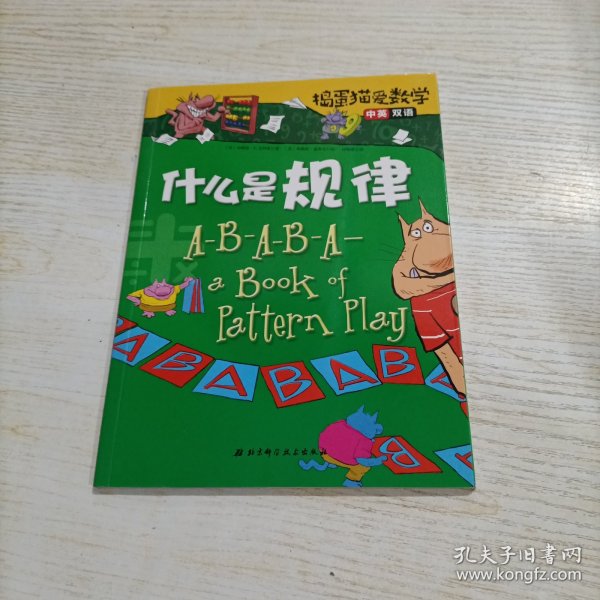 捣蛋猫爱数学
中英 双语
什么是规律
A-B-A-B-A-
a Book of
Pattern Play
BABABABABA
B
北京科学技术出版社
孔夫子旧书网
www.kongfz.com